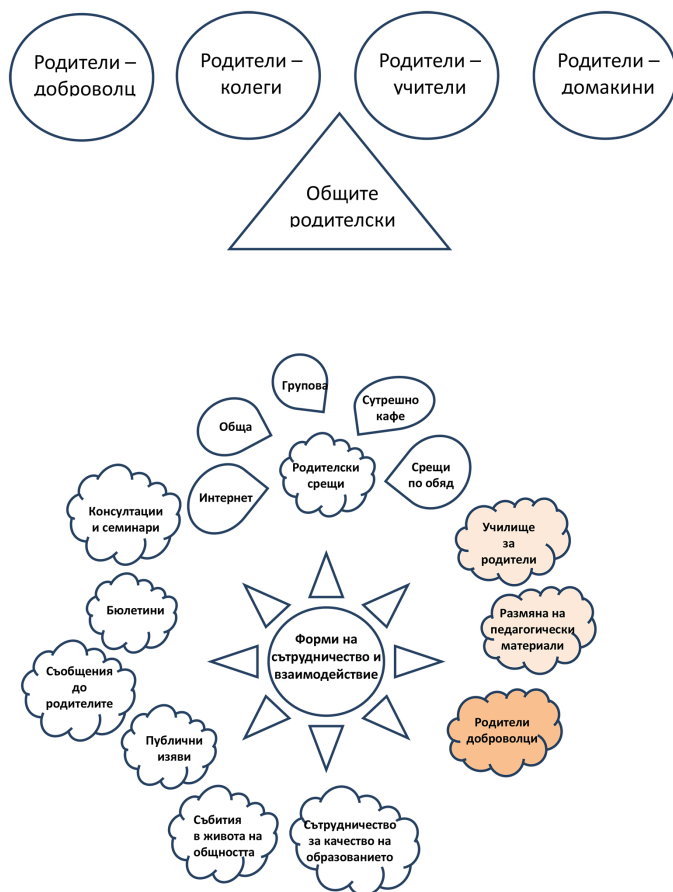 Родители –
доброволц
Родители –
колеги
Родители –
учители
Родители –
домакини
Общите
родителски
Групова
Сутрешно
кафе
Обща
Родителски
срещи
Срещи
по обяд
Интернет
Консултации
и семинари
Училище
за
родители
Бюлетини
Размяна на
педагогически
материали
Форми на
сътрудничество и
взаимодействие
Съобщения
до
родителите
Родители
доброволци
Публични
изяви
Събития
в живота на
общността
Сътрудничество
за качество на
образованието